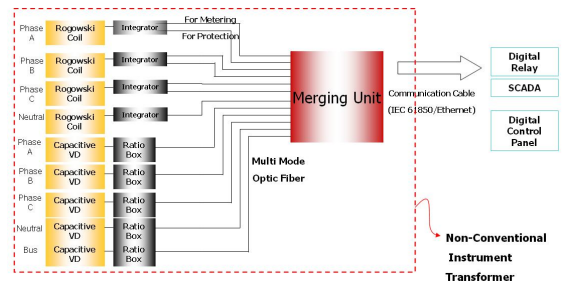 Phase
A
Rogowski
Coil
Integrator
For Metering
For Protection
Phase
B
Rogowski
Coil
Integrator
Phase
C
Rogowski
Coil
Integrator
Neutral
Rogowski
Coil
Integrator
Phase
A
Capacitive
VD
Ratio
Box
Phase
B
Capacitive
VD
Ratio
Box
Phase
C
Capacitive
VD
Ratio
Box
Neutral
Capacitive
VD
Ratio
Box
Bus
Capacitive
VD
Ratio
Box
Merging Unit
Multi Mode
Optic Fiber
Communication Cable
(IEC 61850/Ethernet)
Digital
Relay
SCADA
Digital
Control
Panel
Non-Conventional
Instrument
Transformer